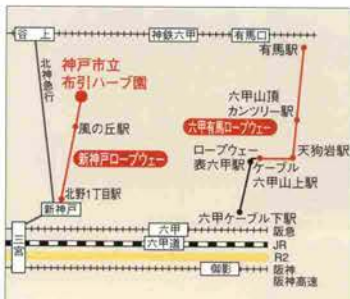 谷上
神鉄六甲
有馬口
有馬駅
北神急行
神戸市立
布引ハーブ園
六甲山頂
カンツリー駅
風の丘駅
六甲有馬ロープウェー
新神戸ロープウェー
ロープウェー
表六甲駅
天狗岩駅
ケーブル
六甲山上駅
北野1丁目駅
新神戸
六甲ケーブル下駅
三宮
六甲
阪急
六甲道
JR
R2
御影
阪神
阪神高速